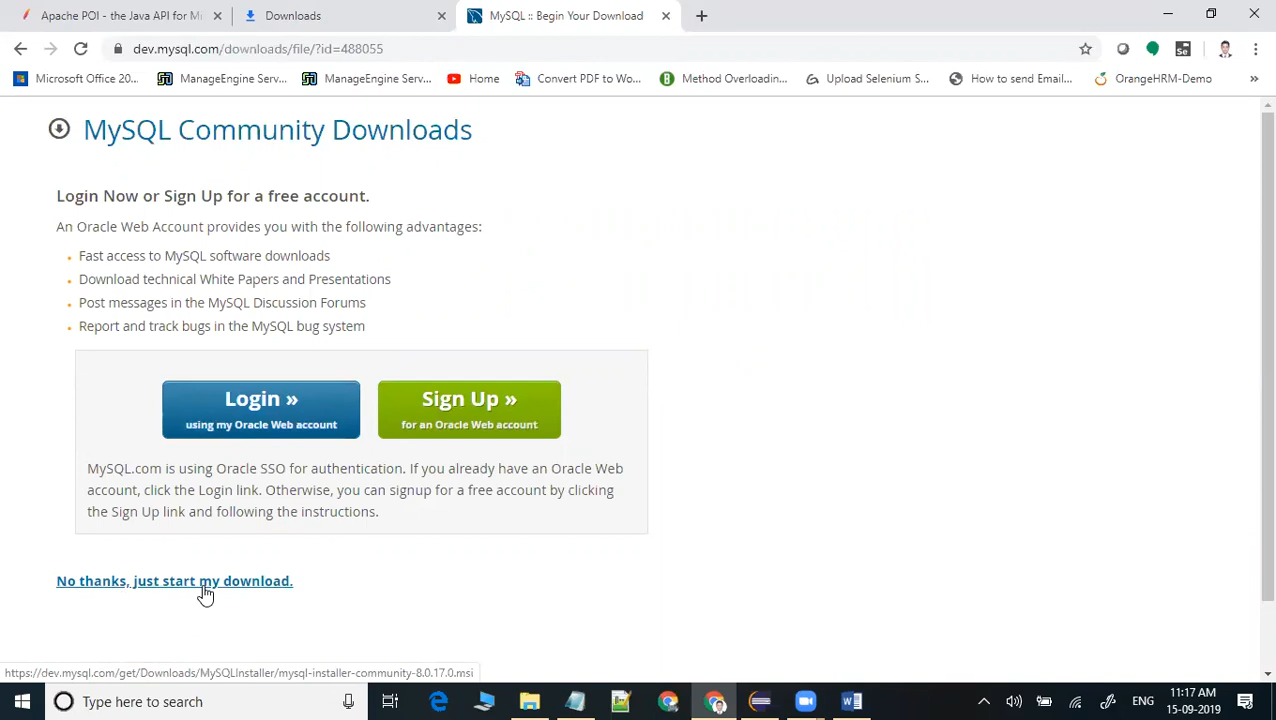 Apache POI - the Java API for Mi
Downloads
MySQL :: Begin Your Download
dev.mysql.com/downloads/file/?id=488055
Se
Microsoft Office 20...
ManageEngine Serv...
ManageEngine Serv...
Home
Convert PDF to Wo...
Method Overloadin...
Upload Selenium S...
How to send Email...
OrangeHRM-Demo
»
MySQL Community Downloads
Login Now or Sign Up for a free account.
An Oracle Web Account provides you with the following advantages:
Fast access to MySQL software downloads
Download technical White Papers and Presentations
Post messages in the MySQL Discussion Forums
Report and track bugs in the MySQL bug system
Login »
using my Oracle Web account
Sign Up »
for an Oracle Web account
MySQL.com is using Oracle SSO for authentication. If you already have an Oracle Web
account, click the Login link. Otherwise, you can signup for a free account by clicking
the Sign Up link and following the instructions.
No thanks, just start my download.
https://dev.mysql.com/get/Downloads/MySQLInstaller/mysql-installer-community-8.0.17.0.msi
Type here to search
ENG
11:17 AM
15-09-2019